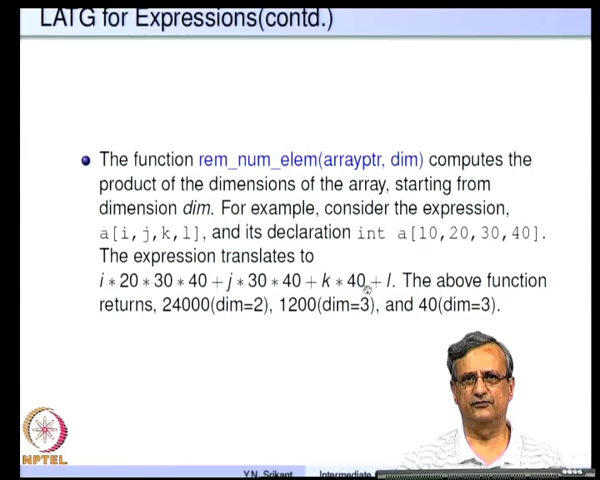 LATG for Expressions(contd.)
The function rem_num_elem(arrayptr, dim) computes the
product of the dimensions of the array, starting from
dimension dim. For example, consider the expression,
a[i,j,k,l], and its declaration int a[10,20,30,40].
The expression translates to
i * 20 * 30 * 40 + j * 30 * 40 + k * 40 + l. The above function
returns, 24000(dim=2), 1200(dim=3), and 40(dim=3).
NPTEL
Y.N. Srikant Intermediate